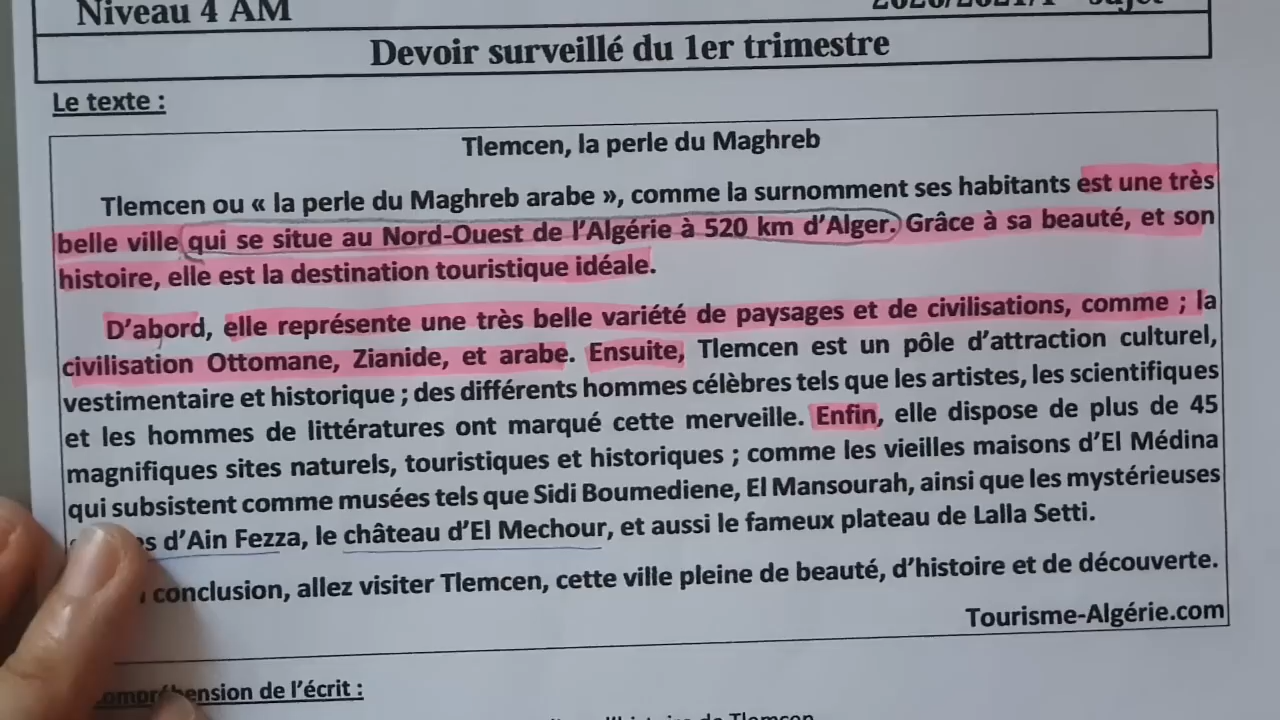 Niveau 4 AM
Devoir surveillé du 1er trimestre
Le texte :
Tlemcen, la perle du Maghreb
Tlemcen ou « la perle du Maghreb arabe », comme la surnomment ses habitants est une très
belle ville qui se situe au Nord-Ouest de l'Algérie à 520 km d'Alger. Grâce à sa beauté, et son
histoire, elle est la destination touristique idéale.
D'abord, elle représente une très belle variété de paysages et de civilisations, comme ; la
civilisation Ottomane, Zianide, et arabe. Ensuite, Tlemcen est un pôle d'attraction culturel,
vestimentaire et historique ; des différents hommes célèbres tels que les artistes, les scientifiques
et les hommes de littératures ont marqué cette merveille. Enfin, elle dispose de plus de 45
magnifiques sites naturels, touristiques et historiques ; comme les vieilles maisons d'El Médina
qui subsistent comme musées tels que Sidi Boumediene, El Mansourah, ainsi que les mystérieuses
d'Ain Fezza, le château d'El Mechour, et aussi le fameux plateau de Lalla Setti.
conclusion, allez visiter Tlemcen, cette ville pleine de beauté, d'histoire et de découverte.
Tourisme-Algérie.com
de l'écrit :